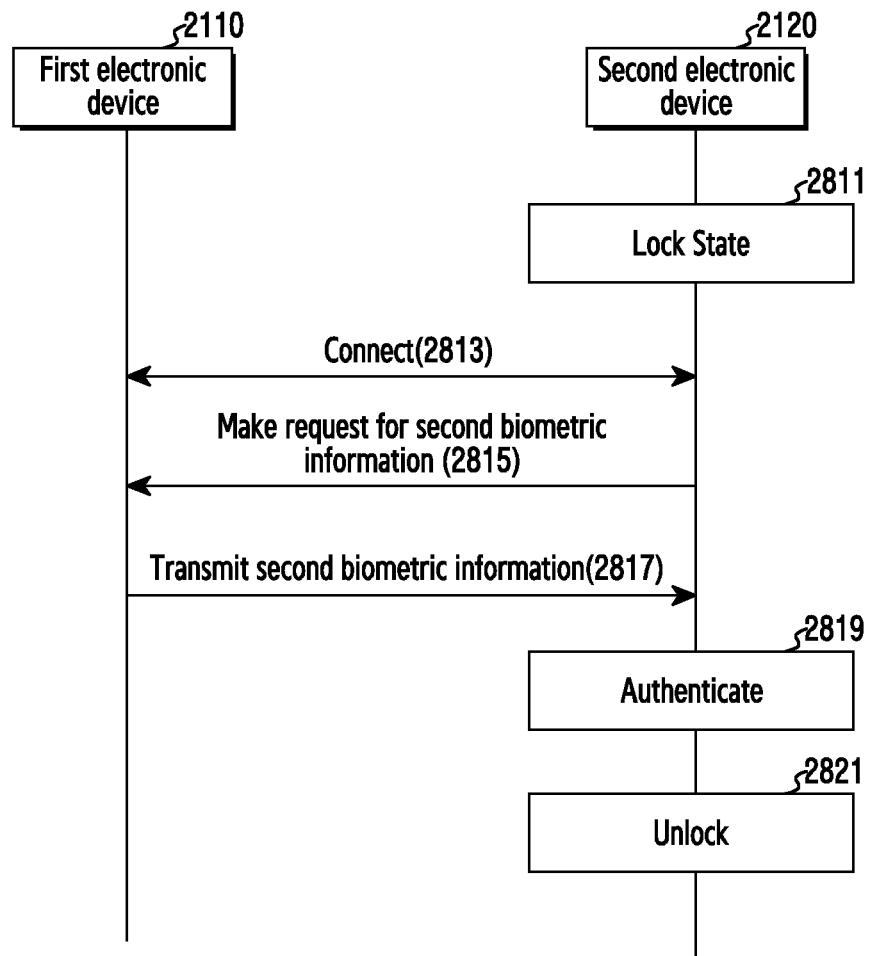 2110
2120
First electronic
device
Second electronic
device
2811
Lock State
Connect(2813)
Make request for second biometric
information (2815)
Transmit second biometric information(2817)
2819
Authenticate
2821
Unlock